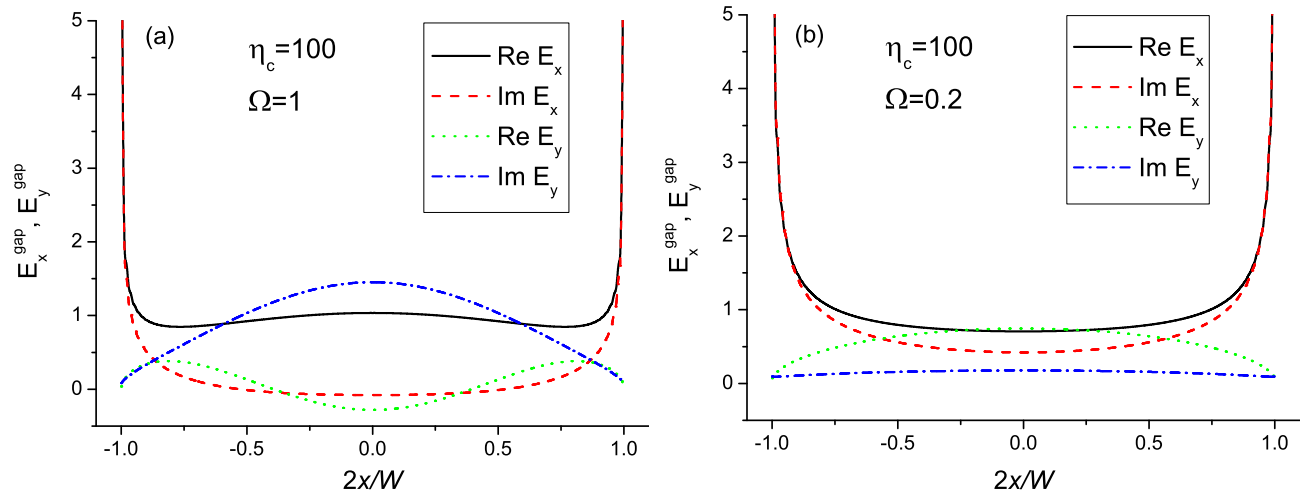 (a)
η_c=100
Ω=1
Re E_x
Im E_x
Re E_y
Im E_y
E_x^gap, E_y^gap
5
4
3
2
1
0
-1.0
-0.5
0.0
0.5
1.0
2x/W
(b)
η_c=100
Ω=0.2
Re E_x
Im E_x
Re E_y
Im E_y
E_x^gap, E_y^gap
5
4
3
2
1
0
-1.0
-0.5
0.0
0.5
1.0
2x/W